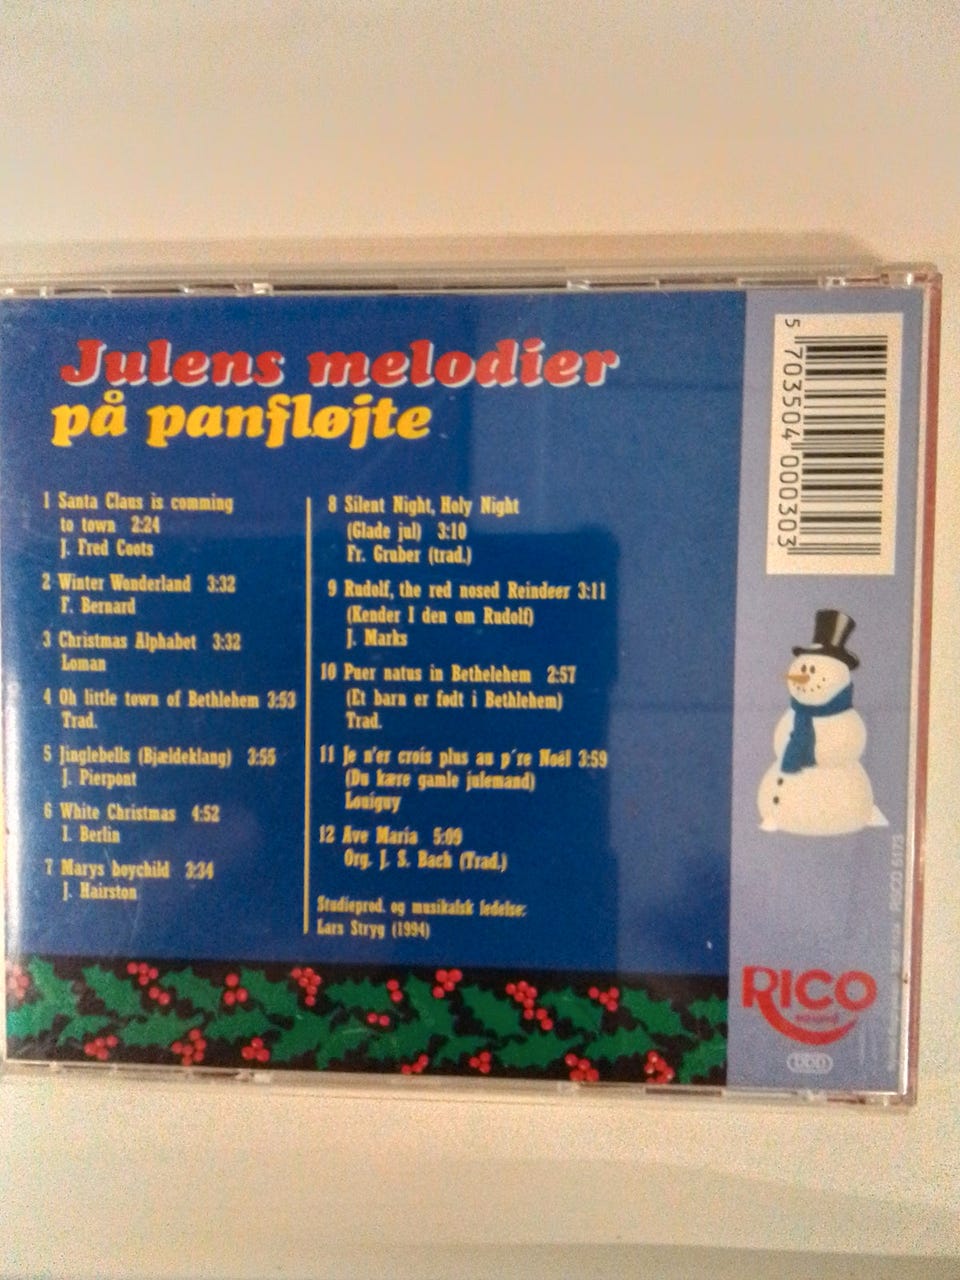 Julens melodier
på panfløjte
1 Santa Claus is comming
to town 2:24
J. Fred Coots
2 Winter Wonderland 3:32
F. Bernard
3 Christmas Alphabet 3:32
Loman
4 Oh little town of Bethlehem 3:53
Trad.
5 Jinglebells (Bjældeklang) 3:55
J. Pierpont
6 White Christmas 4:52
I. Berlin
7 Marys boychild 3:34
J. Hairston
8 Silent Night, Holy Night
(Glade jul) 3:10
Fr. Gruber (trad.)
9 Rudolf, the red nosed Reindeer 3:11
(Kender I den om Rudolf)
J. Marks
10 Puer natus in Bethelehem 2:57
(Et barn er født i Bethlehem)
Trad.
11 Je n'er crois plus au p're Noël 3:59
(Du kære gamle julemand)
Louiguy
12 Ave Maria 5:09
Org. J. S. Bach (Trad.)
Studieprod. og musikalsk ledelse:
Lars Stryg (1994)
5 703504 000303
RICO